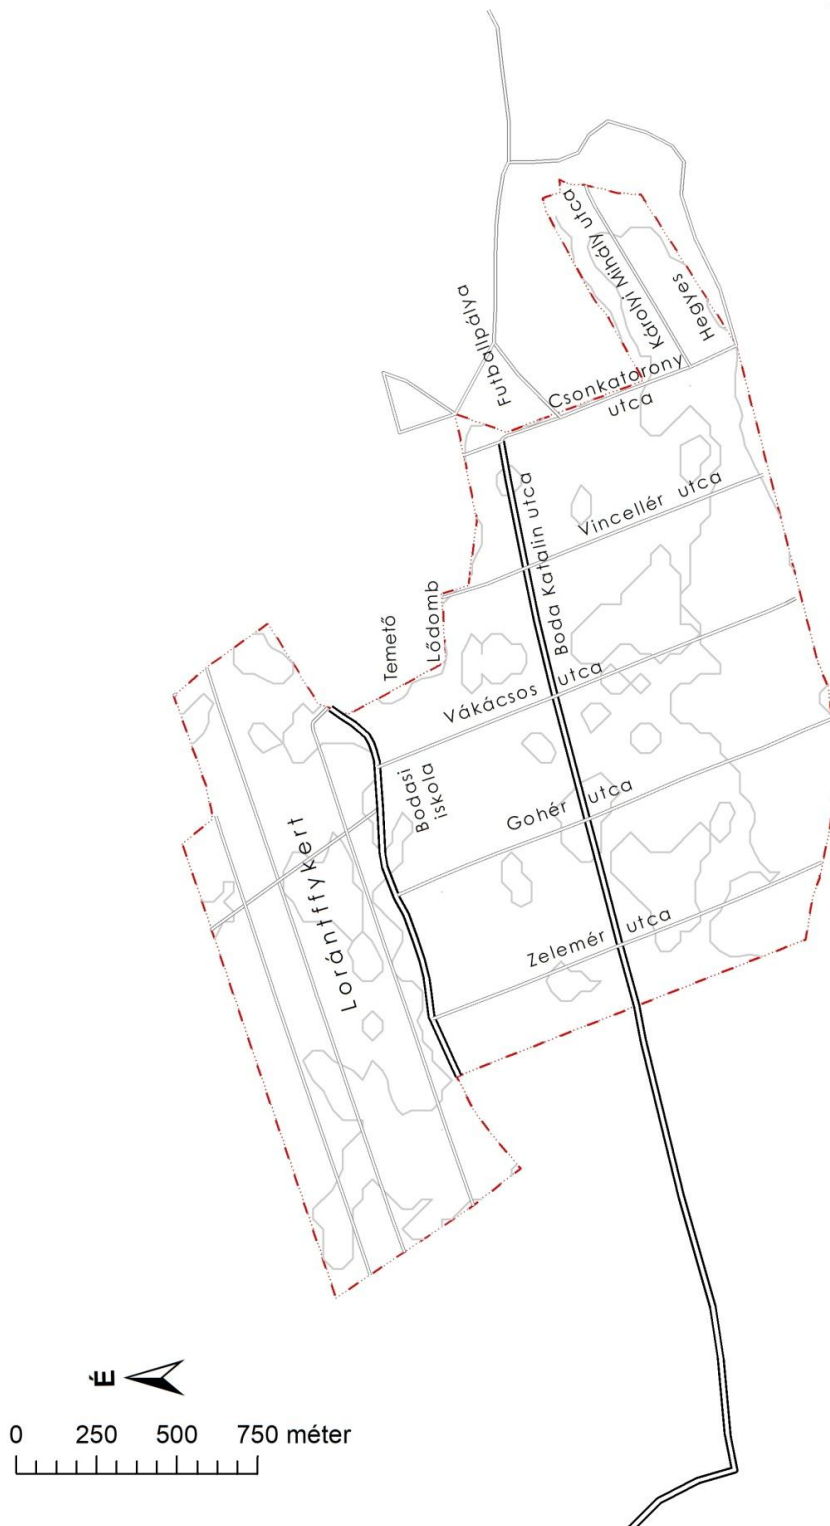 Károlyi Mihály utca
Hegyes
Futballpálya
Csonkatorony
utca
Vincellér utca
Boda Katalin utca
Lődomb
Temető
Vákácsos utca
Bodasi
iskola
Gohér utca
Lorántffykert
Zelemér utca
É
0 250 500 750 méter